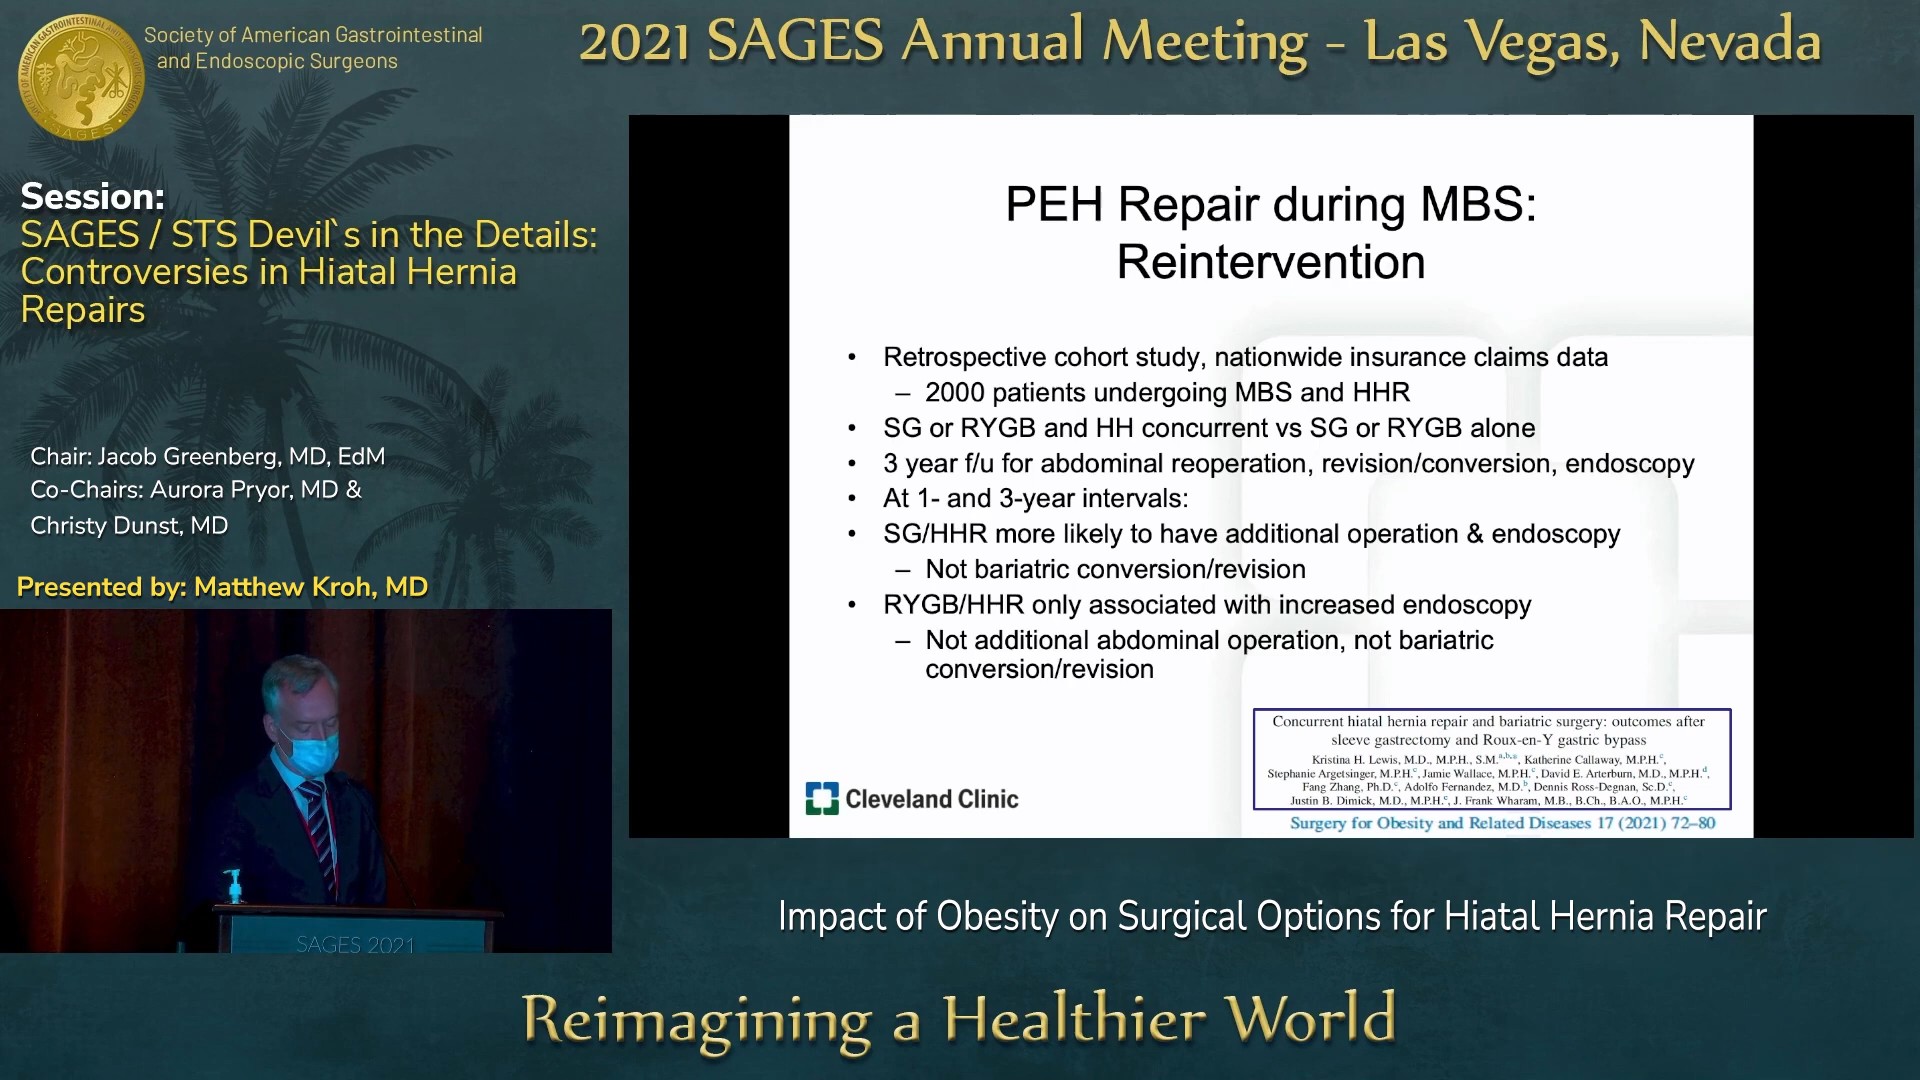 Society of American Gastrointestinal
and Endoscopic Surgeons
2021 SAGES Annual Meeting - Las Vegas, Nevada
SAGES
Session:
SAGES / STS Devil`s in the Details:
Controversies in Hiatal Hernia
Repairs
Chair: Jacob Greenberg, MD, EdM
Co-Chairs: Aurora Pryor, MD &
Christy Dunst, MD
Presented by: Matthew Kroh, MD
SAGES 2021
PEH Repair during MBS:
Reintervention
• Retrospective cohort study, nationwide insurance claims data
– 2000 patients undergoing MBS and HHR
• SG or RYGB and HH concurrent vs SG or RYGB alone
• 3 year f/u for abdominal reoperation, revision/conversion, endoscopy
• At 1- and 3-year intervals:
• SG/HHR more likely to have additional operation & endoscopy
– Not bariatric conversion/revision
• RYGB/HHR only associated with increased endoscopy
– Not additional abdominal operation, not bariatric
conversion/revision
Concurrent hiatal hernia repair and bariatric surgery: outcomes after
sleeve gastrectomy and Roux-en-Y gastric bypass
Kristina H. Lewis, M.D., M.P.H., S.M.a,b,*, Katherine Callaway, M.P.H.c,
Stephanie Argetsinger, M.P.H.c, Jamie Wallace, M.P.H.c, David E. Arterburn, M.D., M.P.H.d,
Fang Zhang, Ph.D.c, Adolfo Fernandez, M.D.b, Dennis Ross-Degnan, Sc.D.c,
Justin B. Dimick, M.D., M.P.H.e, J. Frank Wharam, M.B., B.Ch., B.A.O., M.P.H.c
Cleveland Clinic
Surgery for Obesity and Related Diseases 17 (2021) 72–80
Impact of Obesity on Surgical Options for Hiatal Hernia Repair
Reimagining a Healthier World